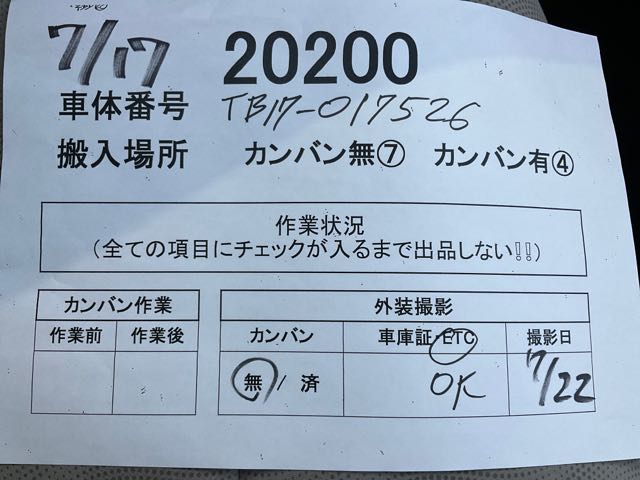 7/17 20200
車体番号 TB17-017526
搬入場所 カンバン無⑦ カンバン有④
作業状況
(全ての項目にチェックが入るまで出品しない!!)
カンバン作業 外装撮影
作業前 作業後 カンバン 車庫証・ETC 撮影日
無/済 OK 7/22